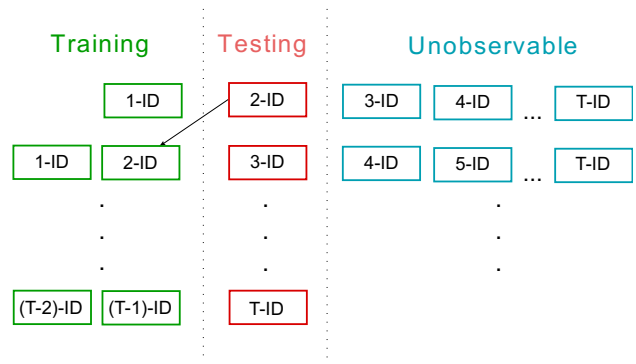 Training Testing Unobservable
1-ID 2-ID 3-ID 4-ID ... T-ID
1-ID 2-ID 3-ID 4-ID 5-ID ... T-ID
(T-2)-ID (T-1)-ID T-ID